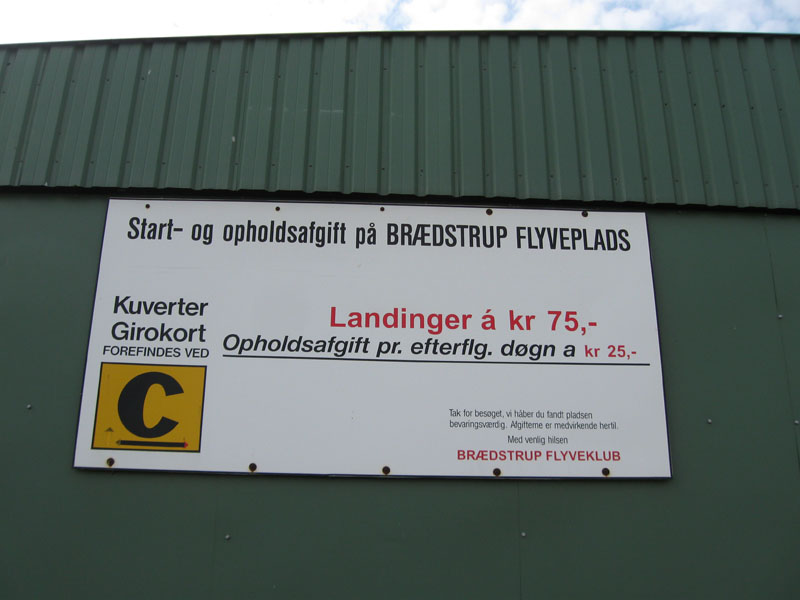 Start- og opholdsafgift på BRÆDSTRUP FLYVEPLADS
Kuverter
Girokort
FOREFINDES VED
C
Landinger á kr 75,-
Opholdsafgift pr. efterflg. døgn a kr 25,-
Tak for besøget, vi håber du fandt pladsen
bevaringsværdig. Afgifterne er medvirkende hertil.
Med venlig hilsen
BRÆDSTRUP FLYVEKLUB